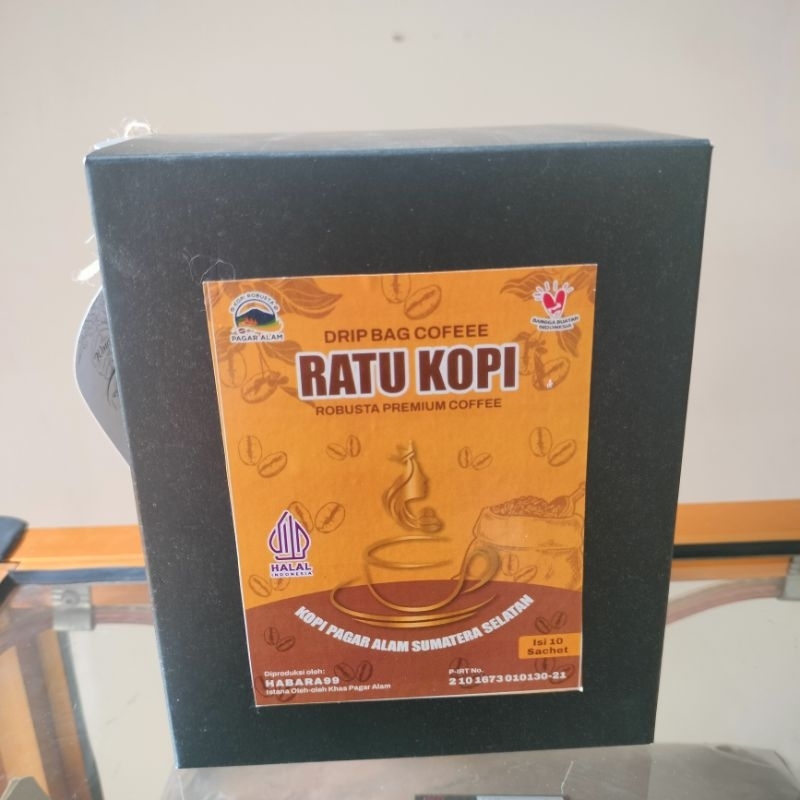 KOPI ROBUSTA
PAGAR ALAM
BANGGA BUATAN
INDONESIA
DRIP BAG COFEEE
RATU KOPI
ROBUSTA PREMIUM COFFEE
HALAL
INDONESIA
KOPI PAGAR ALAM SUMATERA SELATAN
Isi 10
Sachet
Diproduksi oleh:
HABARA99
Istana Oleh-olah Khas Pagar Alam
P-IRT No.
2 10 1673 010130-21